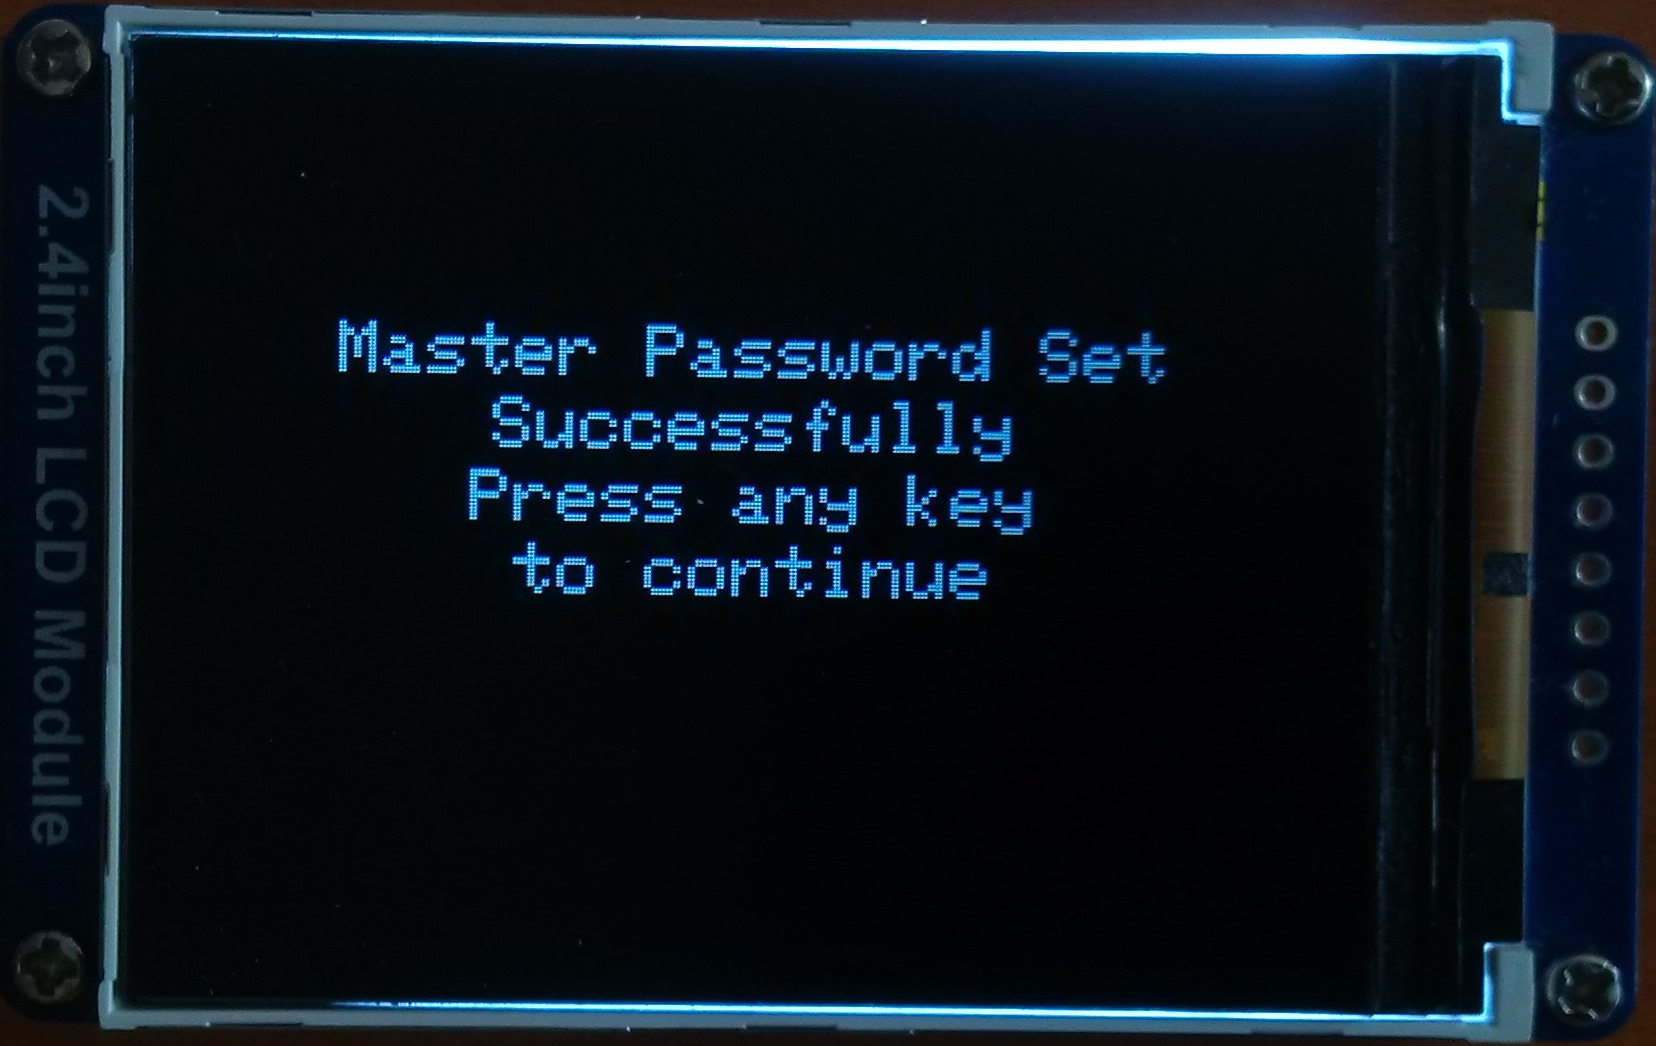 2.4inch LCD Module
Master Password Set
Successfully
Press any key
to continue